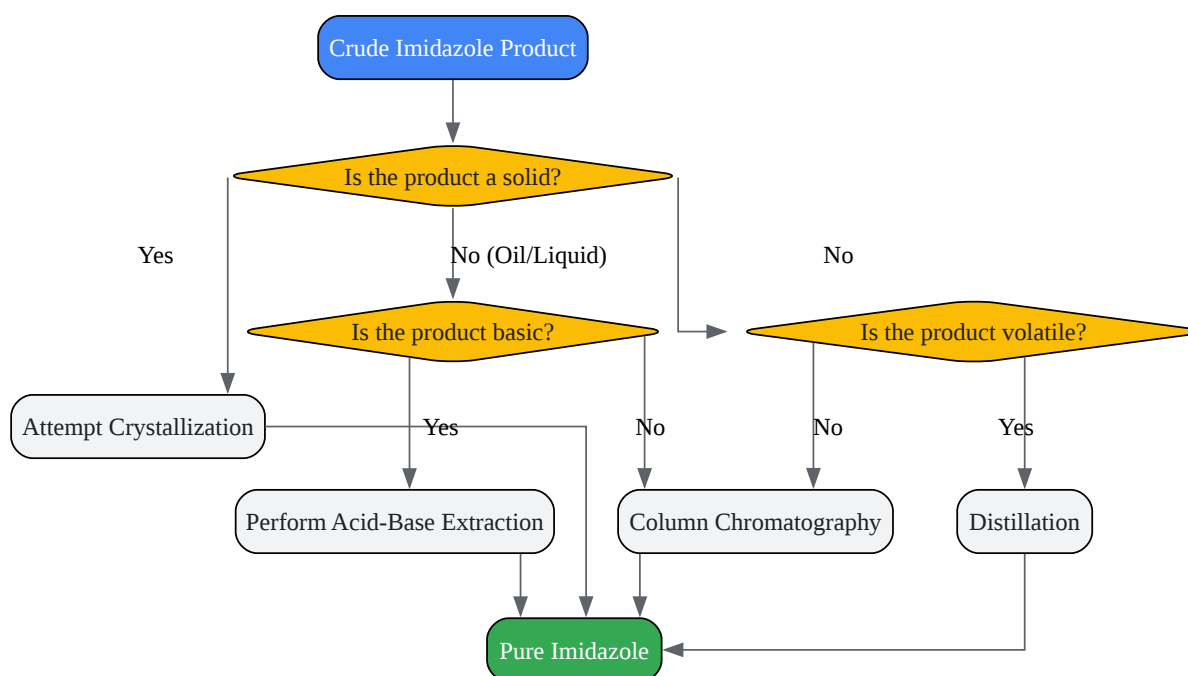 Crude Imidazole Product
Is the product a solid?
Yes
No (Oil/Liquid)
No
Is the product basic?
Is the product volatile?
Attempt Crystallization
Yes
No
No
Yes
Perform Acid-Base Extraction
Column Chromatography
Distillation
Pure Imidazole